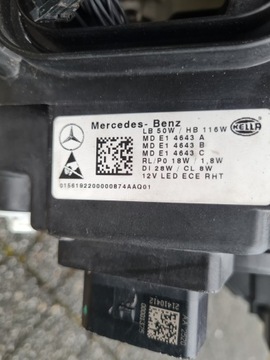 Mercedes-Benz
LB 50W / HB 116W
MD E1 4643 A
MD E1 4643 B
MD E1 4643 C
RL/PO 18W / 1,8W
DI 28W / CL 8W
12V LED ECE RHT
HELLA
0156192200000874AAQ01
21410412